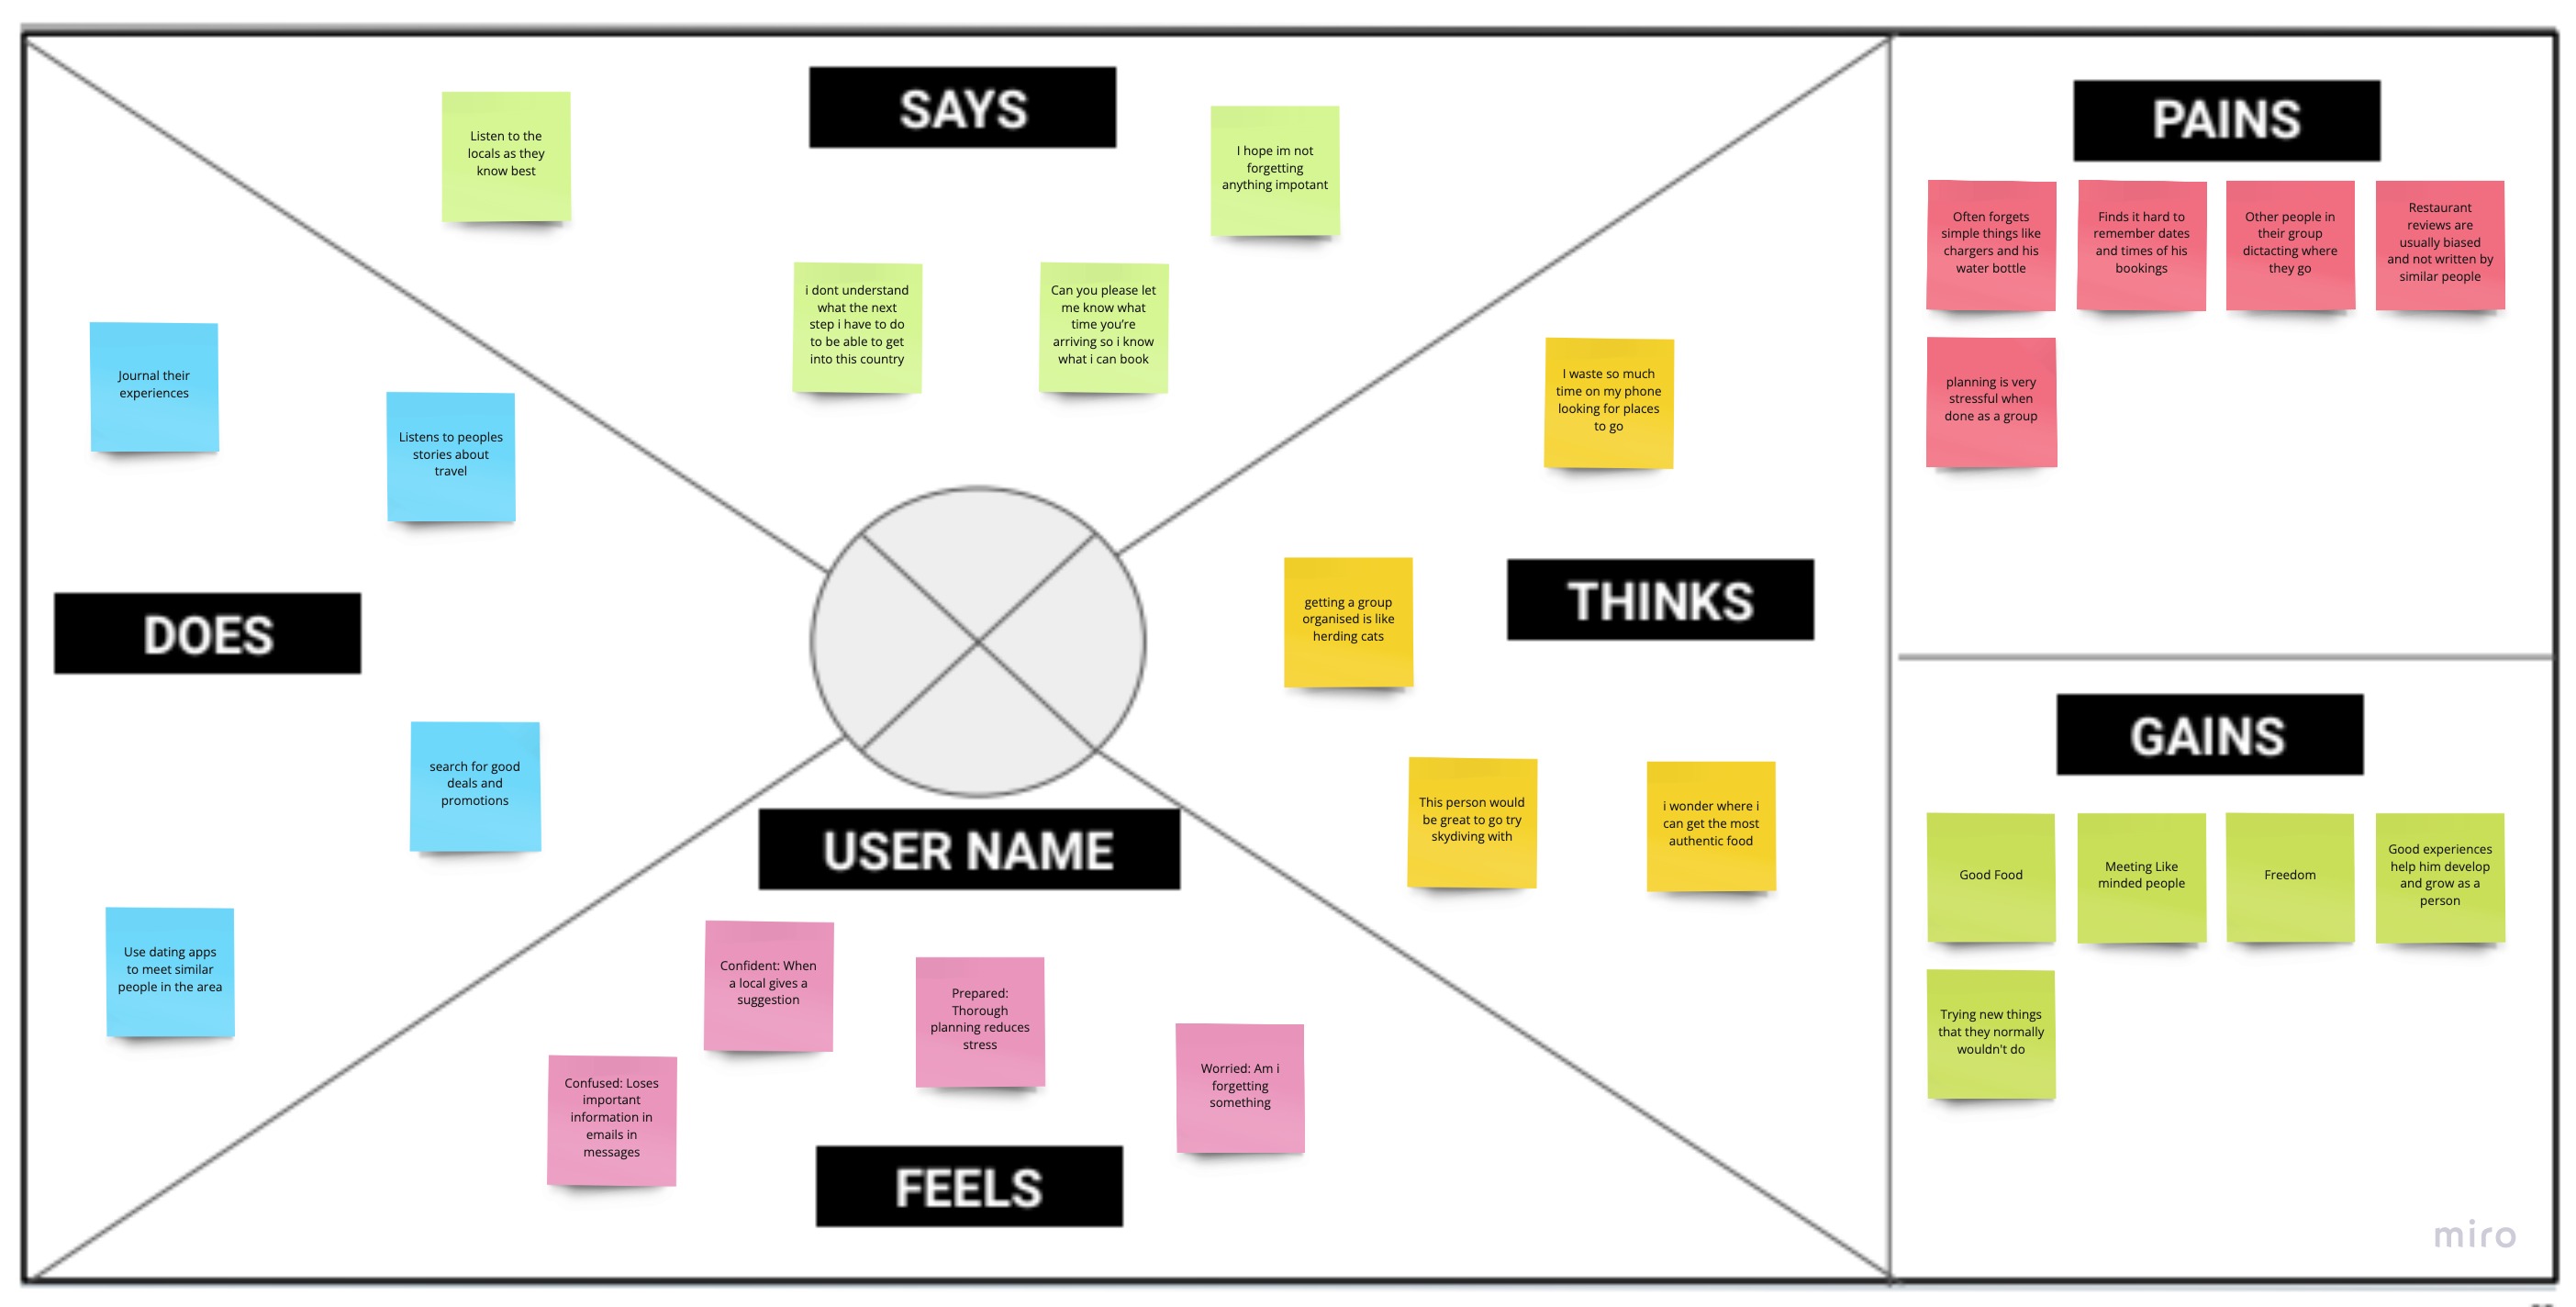 SAYS
Listen to the
locals as they
know best
I hope im not
forgetting
anything impotant
i dont understand
what the next
step i have to do
to be able to get
into this country
Can you please let
me know what
time you're
arriving so i know
what i can book
DOES
Journal their
experiences
Listens to peoples
stories about
travel
search for good
deals and
promotions
Use dating apps
to meet similar
people in the area
THINKS
I waste so much
time on my phone
looking for places
to go
getting a group
organised is like
herding cats
This person would
be great to go try
skydiving with
i wonder where i
can get the most
authentic food
USER NAME
Confident: When
a local gives a
suggestion
Prepared:
Thorough
planning reduces
stress
Worried: Am i
forgetting
something
Confused: Loses
important
information in
emails in
messages
FEELS
PAINS
Often forgets
simple things like
chargers and his
water bottle
Finds it hard to
remember dates
and times of his
bookings
Other people in
their group
dictacting where
they go
Restaurant
reviews are
usually biased
and not written by
similar people
planning is very
stressful when
done as a group
GAINS
Good Food
Meeting Like
minded people
Freedom
Good experiences
help him develop
and grow as a
person
Trying new things
that they normally
wouldn't do
miro